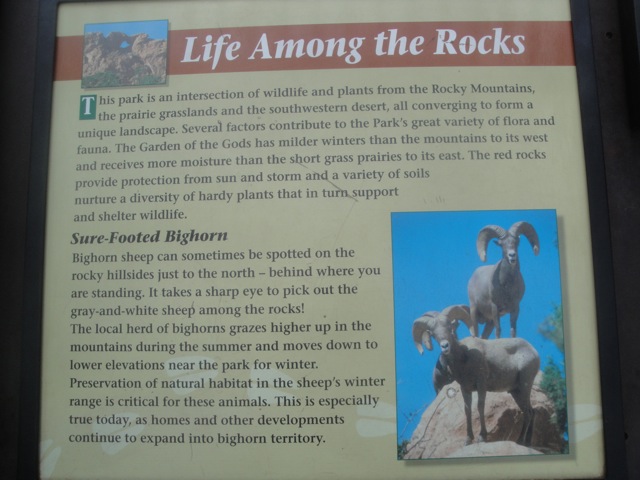 Life Among the Rocks
This park is an intersection of wildlife and plants from the Rocky Mountains,
the prairie grasslands and the southwestern desert, all converging to form a
unique landscape. Several factors contribute to the Park's great variety of flora and
fauna. The Garden of the Gods has milder winters than the mountains to its west
and receives more moisture than the short grass prairies to its east. The red rocks
provide protection from sun and storm and a variety of soils
nurture a diversity of hardy plants that in turn support
and shelter wildlife.
Sure-Footed Bighorn
Bighorn sheep can sometimes be spotted on the
rocky hillsides just to the north – behind where you
are standing. It takes a sharp eye to pick out the
gray-and-white sheep among the rocks!
The local herd of bighorns grazes higher up in the
mountains during the summer and moves down to
lower elevations near the park for winter.
Preservation of natural habitat in the sheep's winter
range is critical for these animals. This is especially
true today, as homes and other developments
continue to expand into bighorn territory.